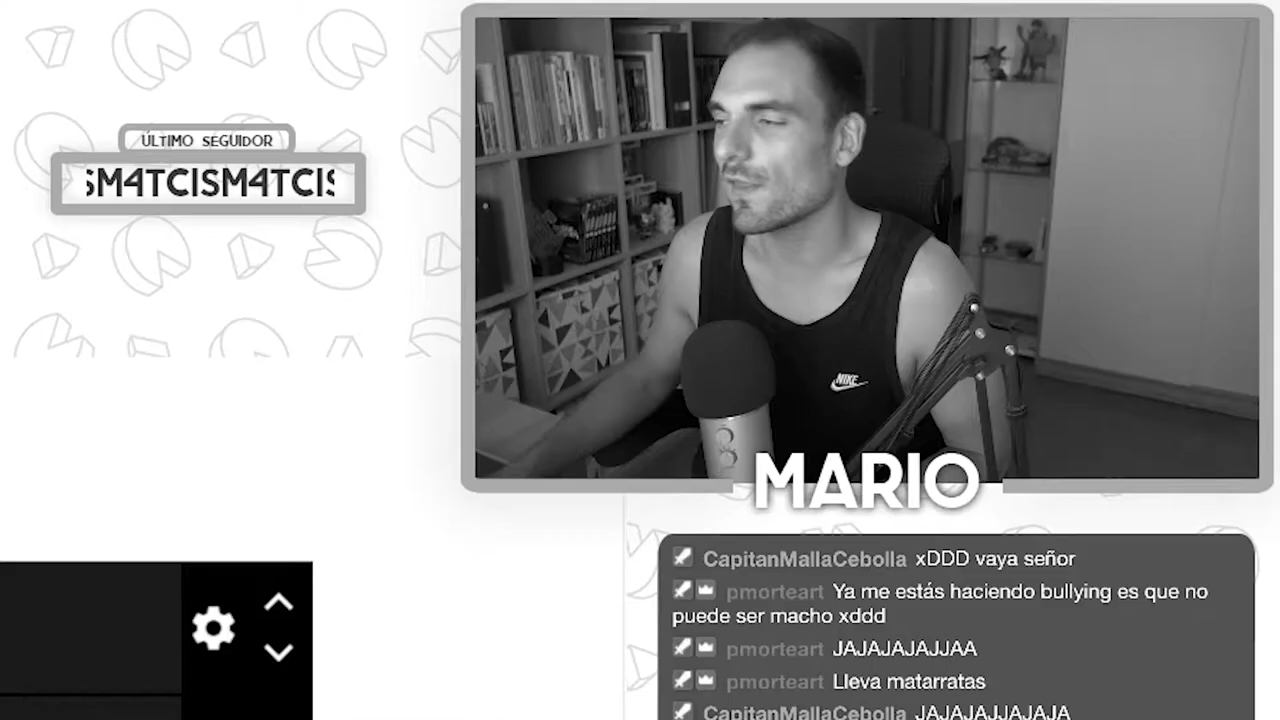 ÚLTIMO SEGUIDOR
SM4TCISM4TCIS
NIKE
MARIO
CapitanMallaCebolla xDDD vaya señor
pmorteart Ya me estás haciendo bullying es que no
puede ser macho xddd
pmorteart JAJAJAJAJJAA
pmorteart Lleva matarratas
CapitanMallaCebolla JAJAJAJJAJAJA